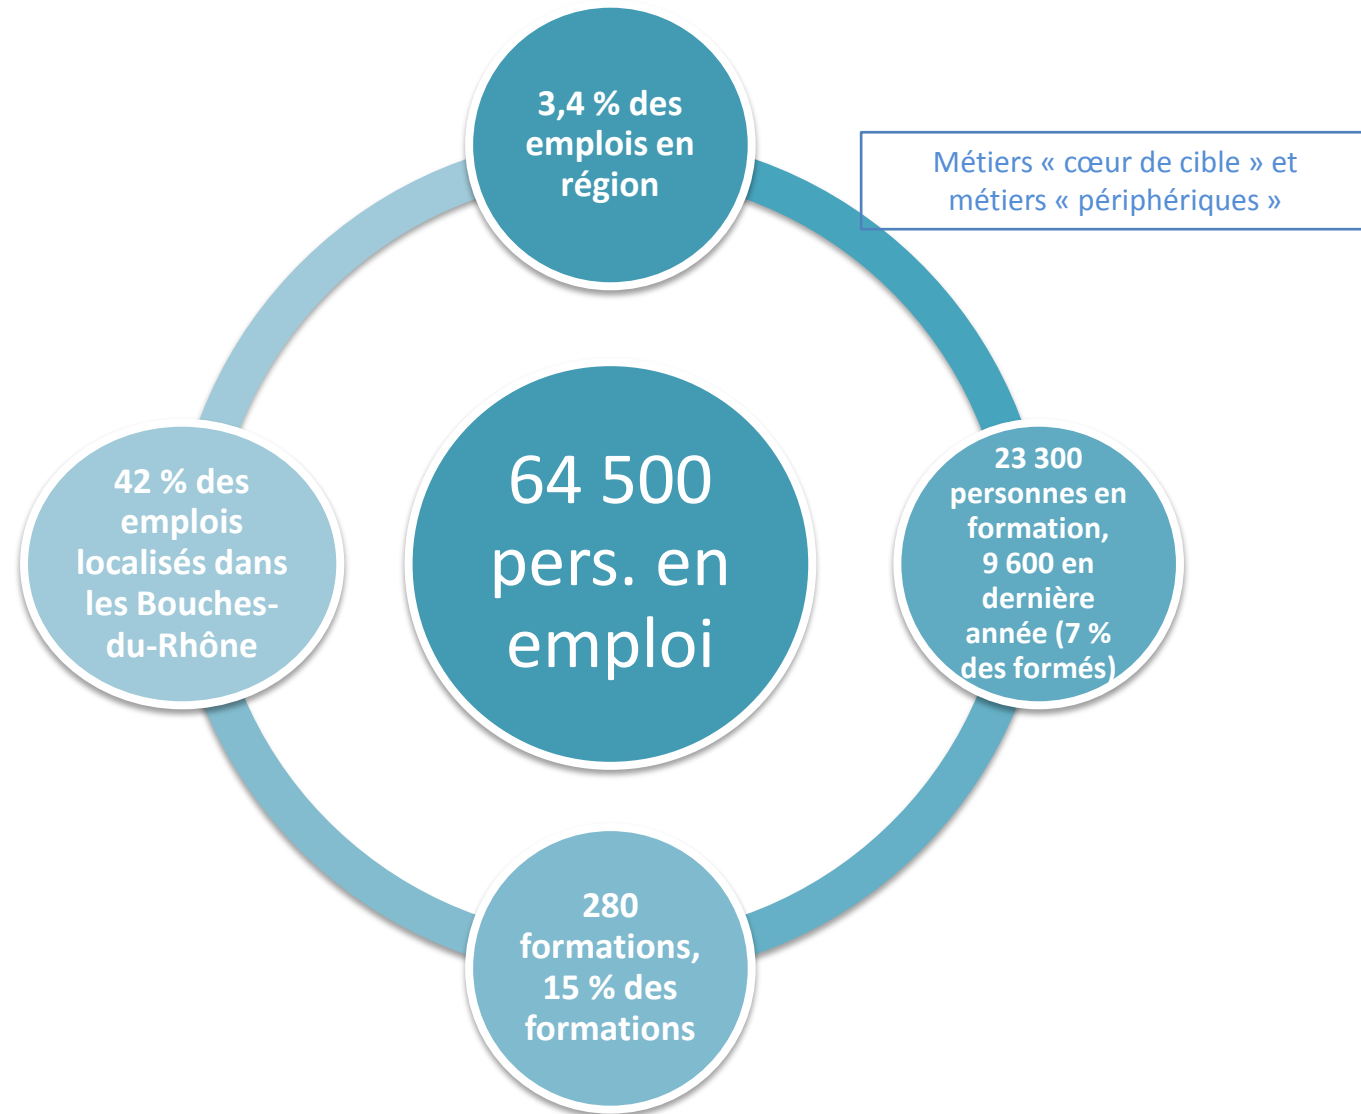 3,4 % des
emplois en
région
Métiers « cœur de cible » et
métiers « périphériques »
64 500
pers. en
emploi
23 300
personnes en
formation,
9 600 en
dernière
année (7 %
des formés)
280
formations,
15 % des
formations
42 % des
emplois
localisés dans
les Bouches-
du-Rhône